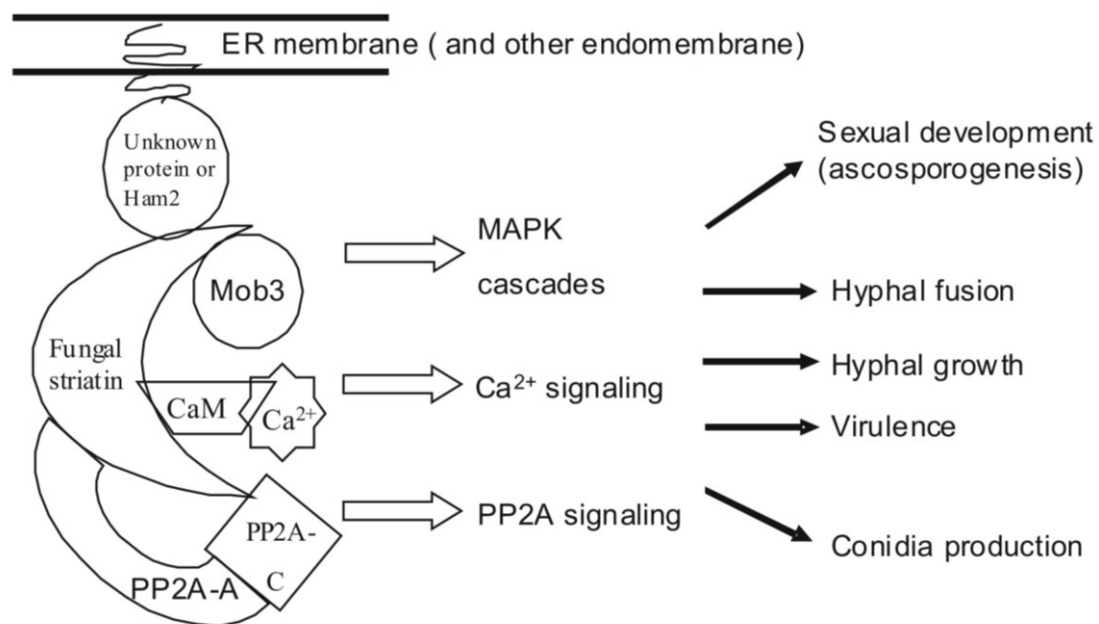 ER membrane ( and other endomembrane)
Unknown
protein or
Ham2
Mob3
Fungal
striatin
CaM
Ca²⁺
PP2A-
C
PP2A-A
MAPK
cascades
Ca²⁺ signaling
PP2A signaling
Sexual development
(ascosporogenesis)
Hyphal fusion
Hyphal growth
Virulence
Conidia production